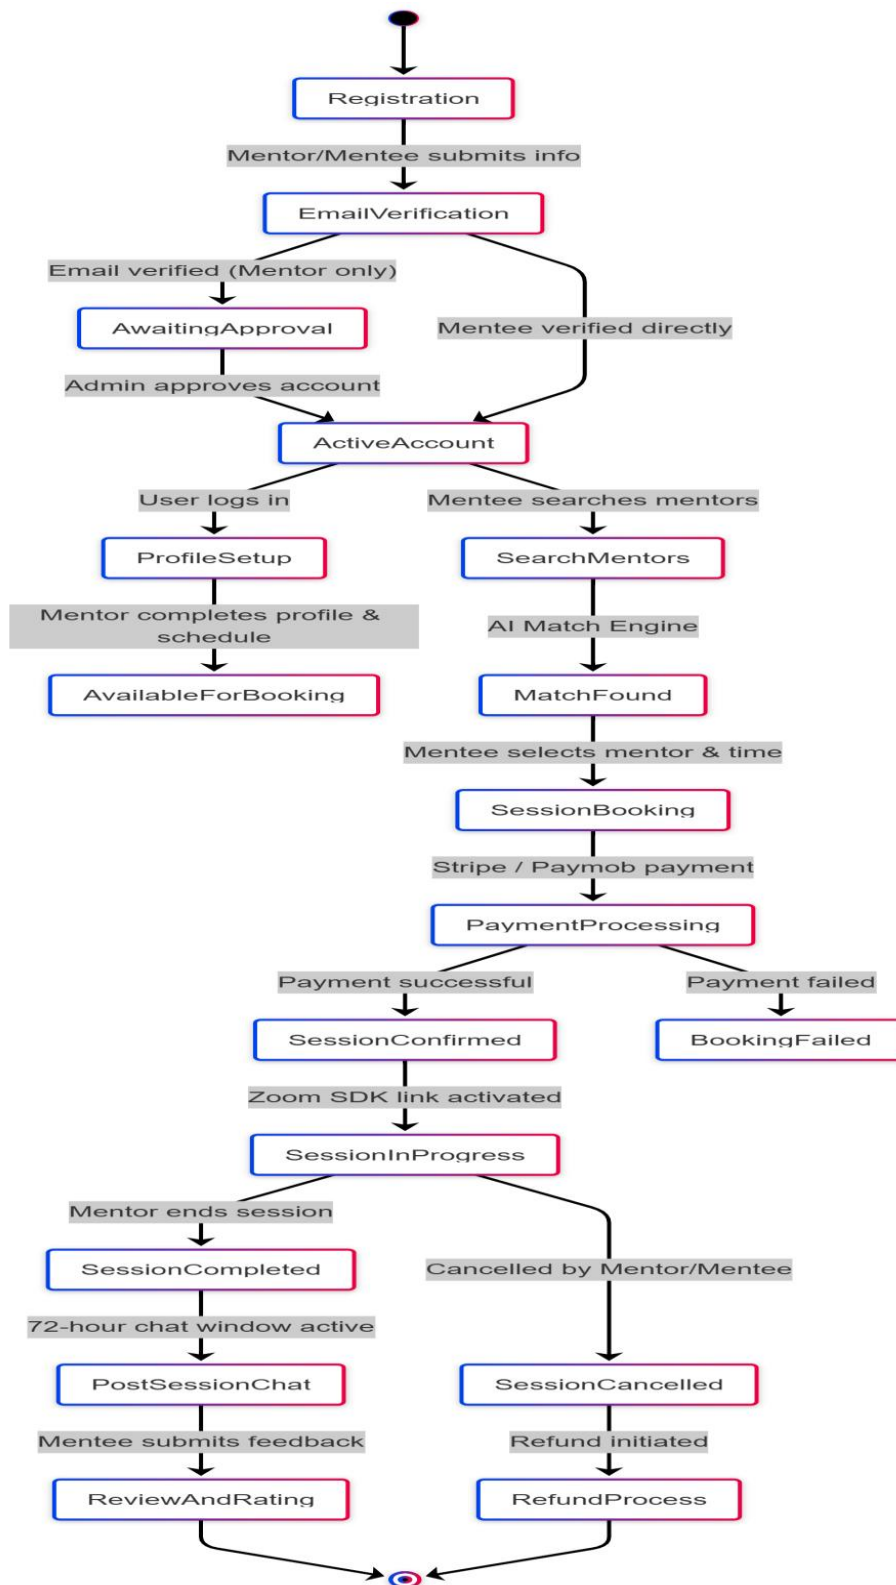 Registration
Mentor/Mentee submits info
EmailVerification
Email verified (Mentor only)
AwaitingApproval
Mentee verified directly
Admin approves account
ActiveAccount
User logs in
Mentee searches mentors
ProfileSetup
SearchMentors
Mentor completes profile &
schedule
AI Match Engine
AvailableForBooking
MatchFound
Mentee selects mentor & time
SessionBooking
Stripe / Paymob payment
PaymentProcessing
Payment successful
Payment failed
SessionConfirmed
BookingFailed
Zoom SDK link activated
SessionInProgress
Mentor ends session
SessionCompleted
Cancelled by Mentor/Mentee
72-hour chat window active
PostSessionChat
SessionCancelled
Mentee submits feedback
Refund initiated
ReviewAndRating
RefundProcess